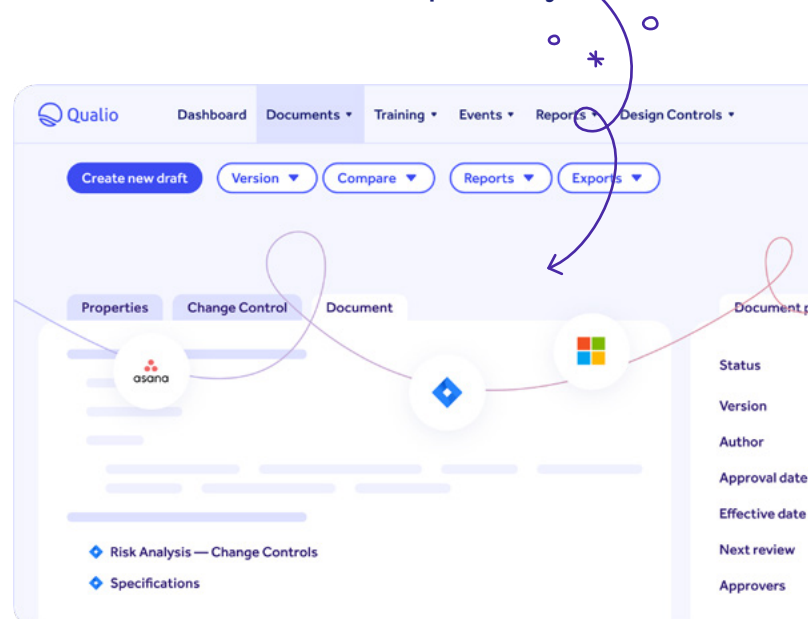 Qualio
Dashboard Documents Training Events Reports Design Controls
Create new draft Version Compare Reports Exports
Properties Change Control Document
Document
asana
Status
Version
Author
Approval date
Effective date
Next review
Approvers
Risk Analysis — Change Controls
Specifications